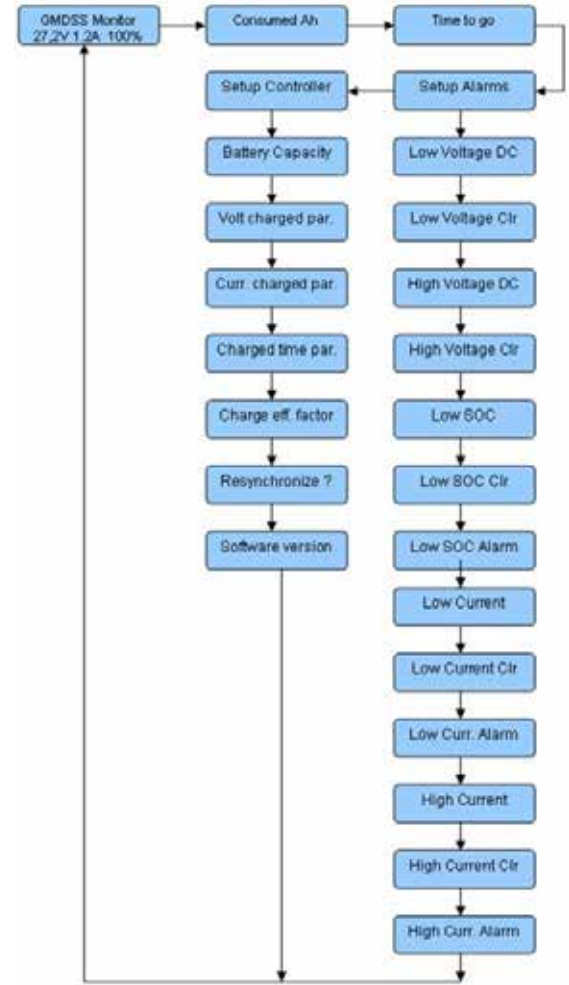 GMDSS Monitor
27,2V 1.2A 100%
Consumed Ah
Time to go
Setup Controller
Setup Alarms
Battery Capacity
Low Voltage DC
Volt charged par.
Low Voltage Clr
Curr. charged par.
High Voltage DC
Charged time par.
High Voltage Clr
Charge eff. factor
Low SOC
Resynchronize ?
Low SOC Clr
Software version
Low SOC Alarm
Low Current
Low Current Clr
Low Curr. Alarm
High Current
High Current Clr
High Curr. Alarm